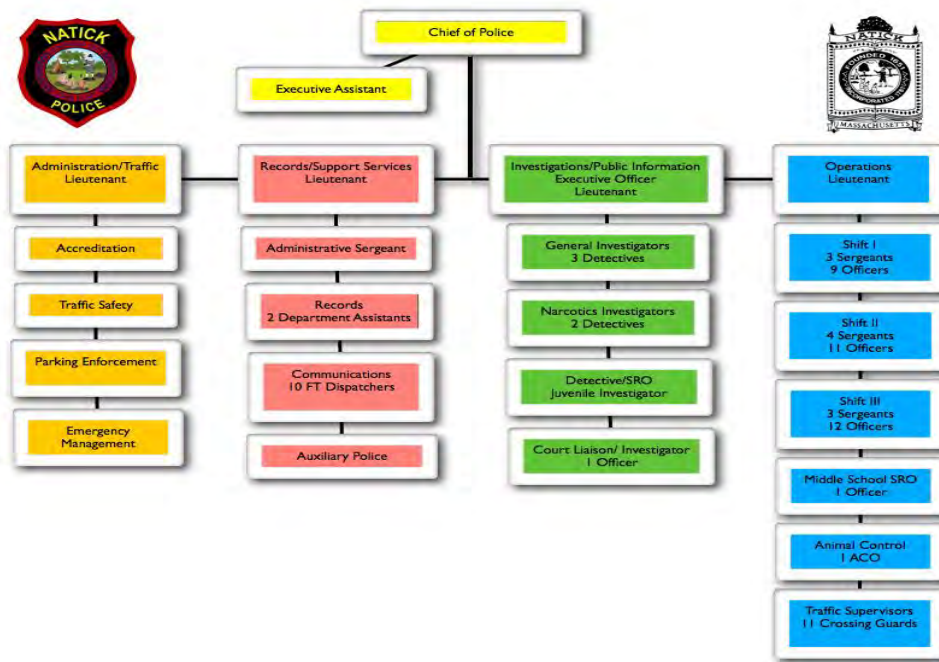 NATICK
POLICE
Chief of Police
Executive Assistant
NATICK
FOUNDED 1651
INCORPORATED 1781
MASSACHUSETTS
Administration/Traffic
Lieutenant
Accreditation
Traffic Safety
Parking Enforcement
Emergency
Management
Records/Support Services
Lieutenant
Administrative Sergeant
Records
2 Department Assistants
Communications
10 FT Dispatchers
Auxiliary Police
Investigations/Public Information
Executive Officer
Lieutenant
General Investigators
3 Detectives
Narcotics Investigators
2 Detectives
Detective/SRO
Juvenile Investigator
Court Liaison/ Investigator
1 Officer
Operations
Lieutenant
Shift I
3 Sergeants
9 Officers
Shift II
4 Sergeants
11 Officers
Shift III
3 Sergeants
12 Officers
Middle School SRO
1 Officer
Animal Control
1 ACO
Traffic Supervisors
11 Crossing Guards